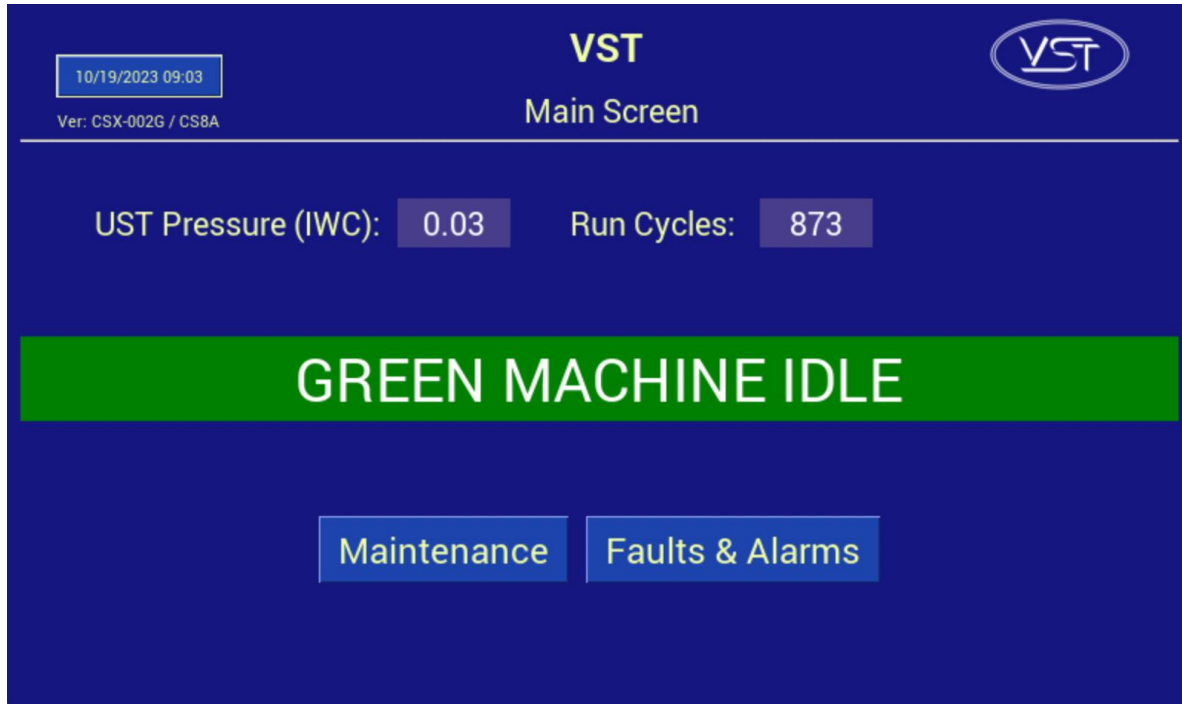 VST
VST
10/19/2023 09:03
Main Screen
Ver: CSX-002G / CS8A
UST Pressure (IWC): 0.03 Run Cycles: 873
GREEN MACHINE IDLE
Maintenance Faults & Alarms